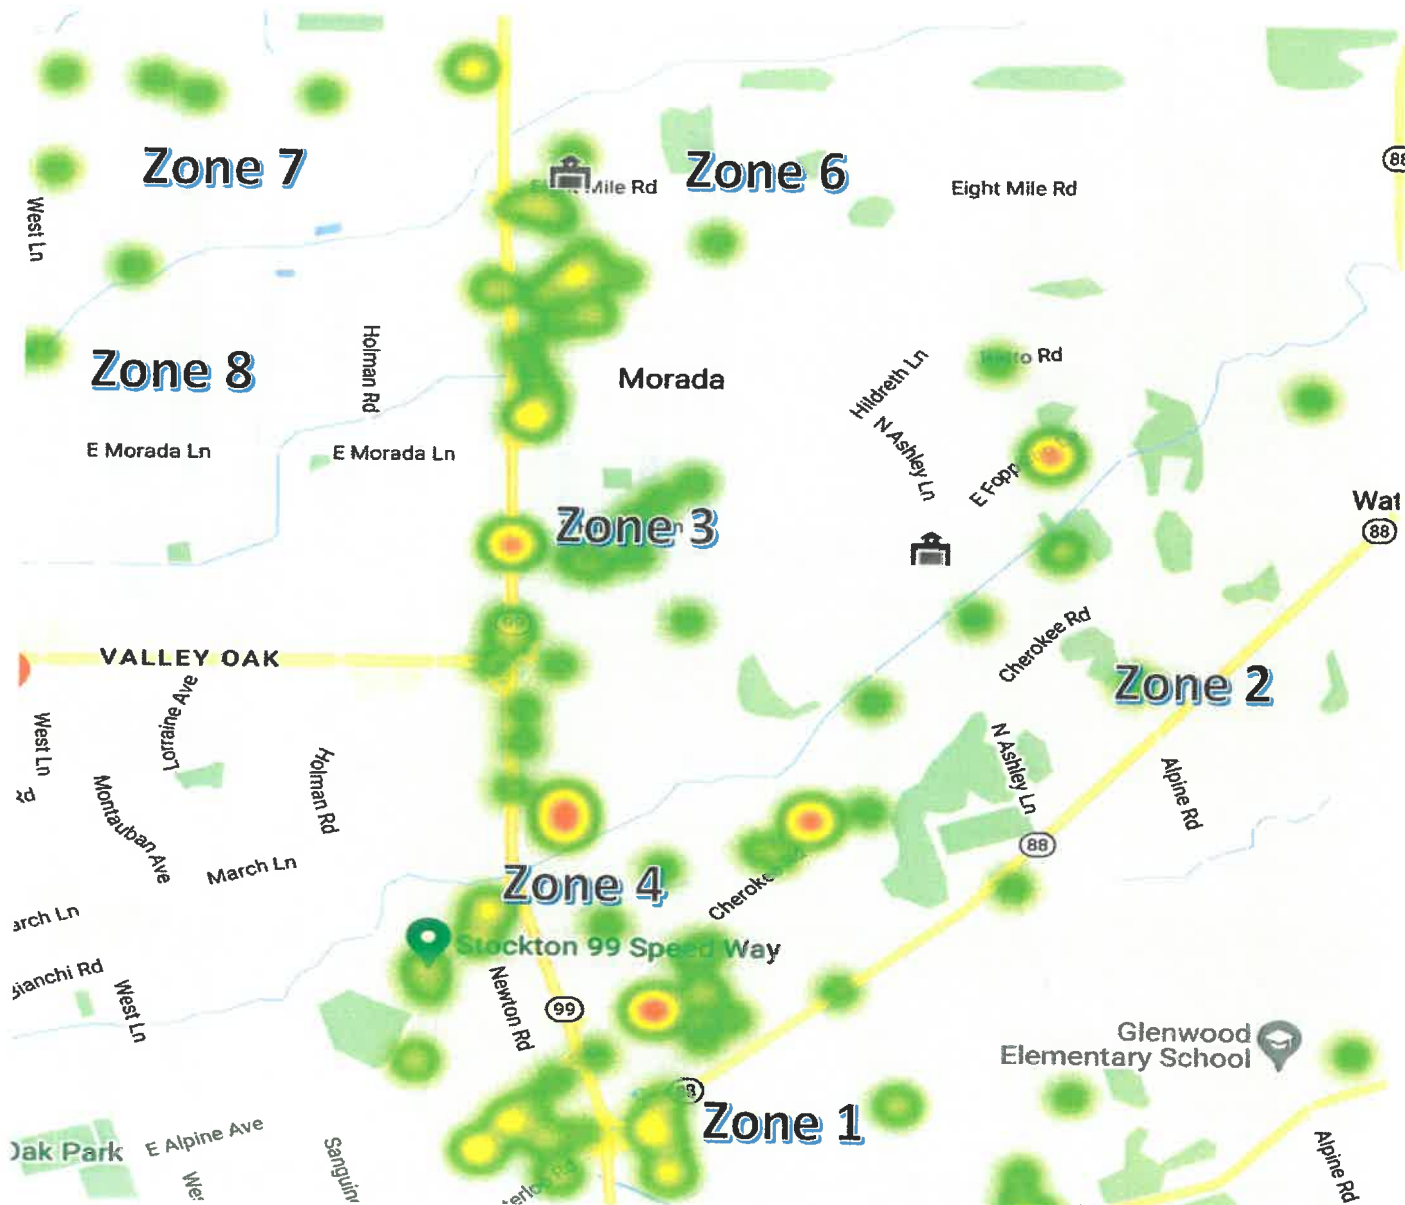 Zone 7
Zone 6
Mile Rd
Eight Mile Rd
88
West Ln
Holman Rd
Zone 8
Morada
Hildreth Ln
Rd
E Morada Ln
E Morada Ln
N Ashley Ln
Zone 3
Wat
88
99
VALLEY OAK
Cherokee Rd
Zone 2
Lorraine Ave
West Ln
Holman Rd
N Ashley Ln
Alpine Rd
Montauban Ave
March Ln
88
Zone 4
Cherokee
arch Ln
Stockton 99 Speed Way
Bianchi Rd
West Ln
Newton Rd
99
Glenwood
Elementary School
88
Zone 1
Oak Park
E Alpine Ave
Alpine Rd